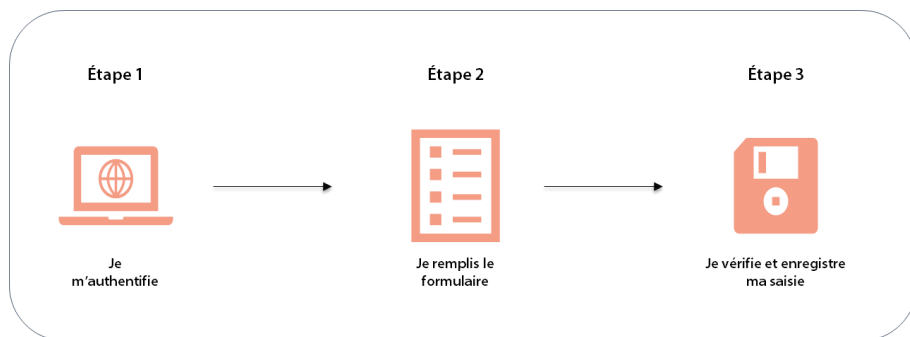 Étape 1
Étape 2
Étape 3
Je
m'authentifie
Je remplis le
formulaire
Je vérifie et enregistre
ma saisie